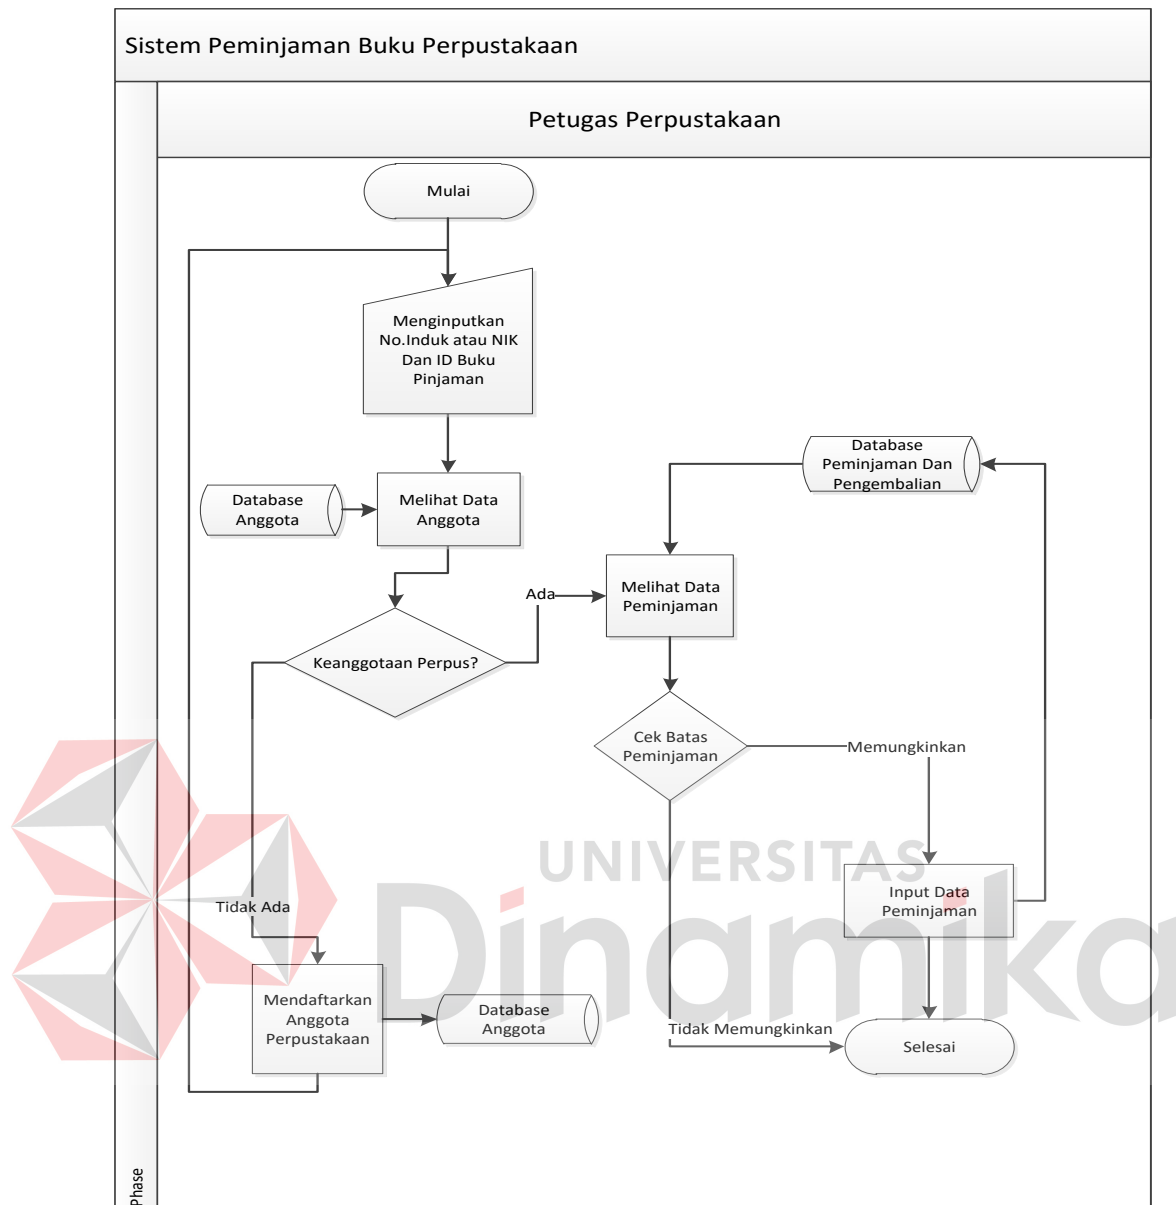 Sistem Peminjaman Buku Perpustakaan
Petugas Perpustakaan
Mulai
Menginputkan
No.Induk atau NIK
Dan ID Buku
Pinjaman
Database
Anggota
Melihat Data
Anggota
Database
Peminjaman Dan
Pengembalian
Keanggotaan Perpus?
Ada
Melihat Data
Peminjaman
Cek Batas
Peminjaman
Memungkinkan
Input Data
Peminjaman
Tidak Ada
Mendaftarkan
Anggota
Perpustakaan
Database
Anggota
Tidak Memungkinkan
Selesai
Phase
UNIVERSITAS
Dinamika